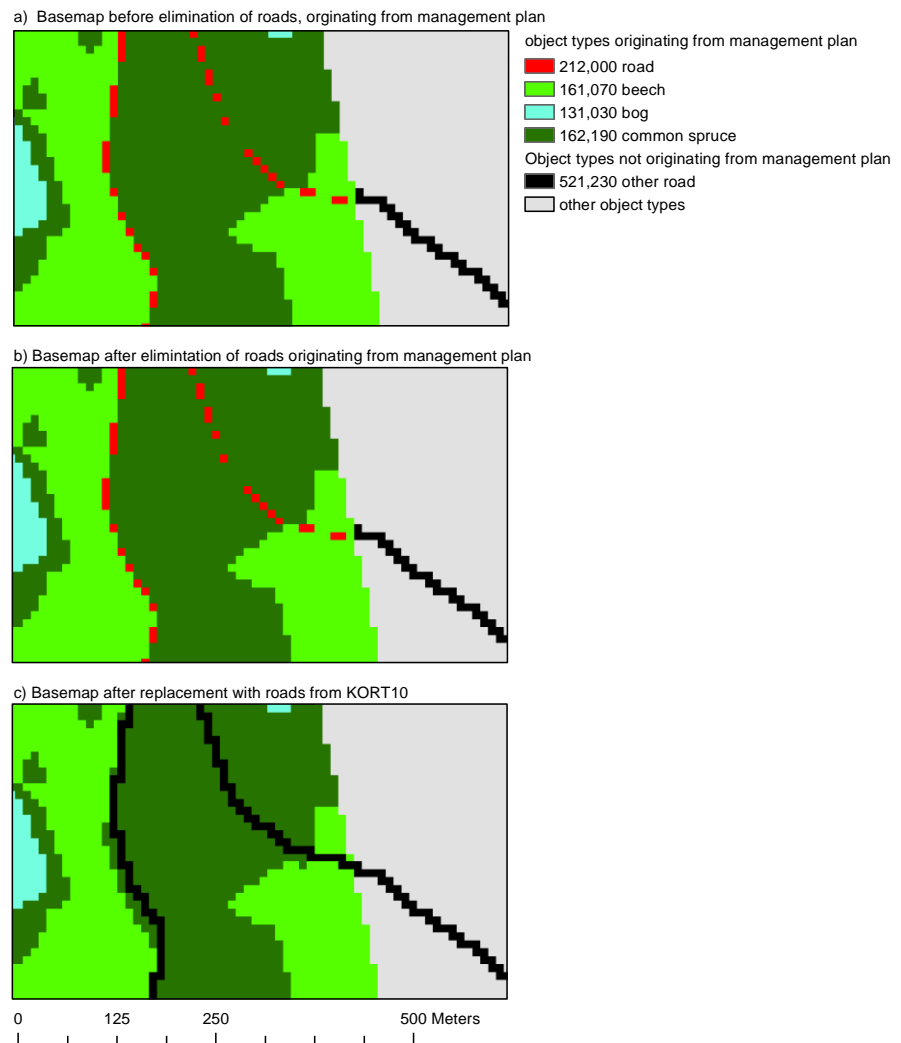 a) Basemap before elimination of roads, orginating from management plan
object types originating from management plan
212,000 road
161,070 beech
131,030 bog
162,190 common spruce
Object types not originating from management plan
521,230 other road
other object types
b) Basemap after elimintation of roads originating from management plan
c) Basemap after replacement with roads from KORT10
0 125 250 500 Meters